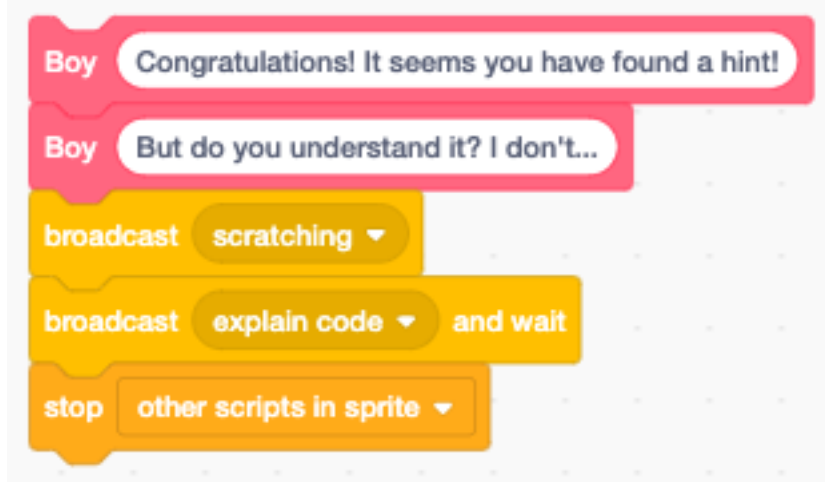 Boy Congratulations! It seems you have found a hint!
Boy But do you understand it? I don't...
broadcast scratching
broadcast explain code and wait
stop other scripts in sprite